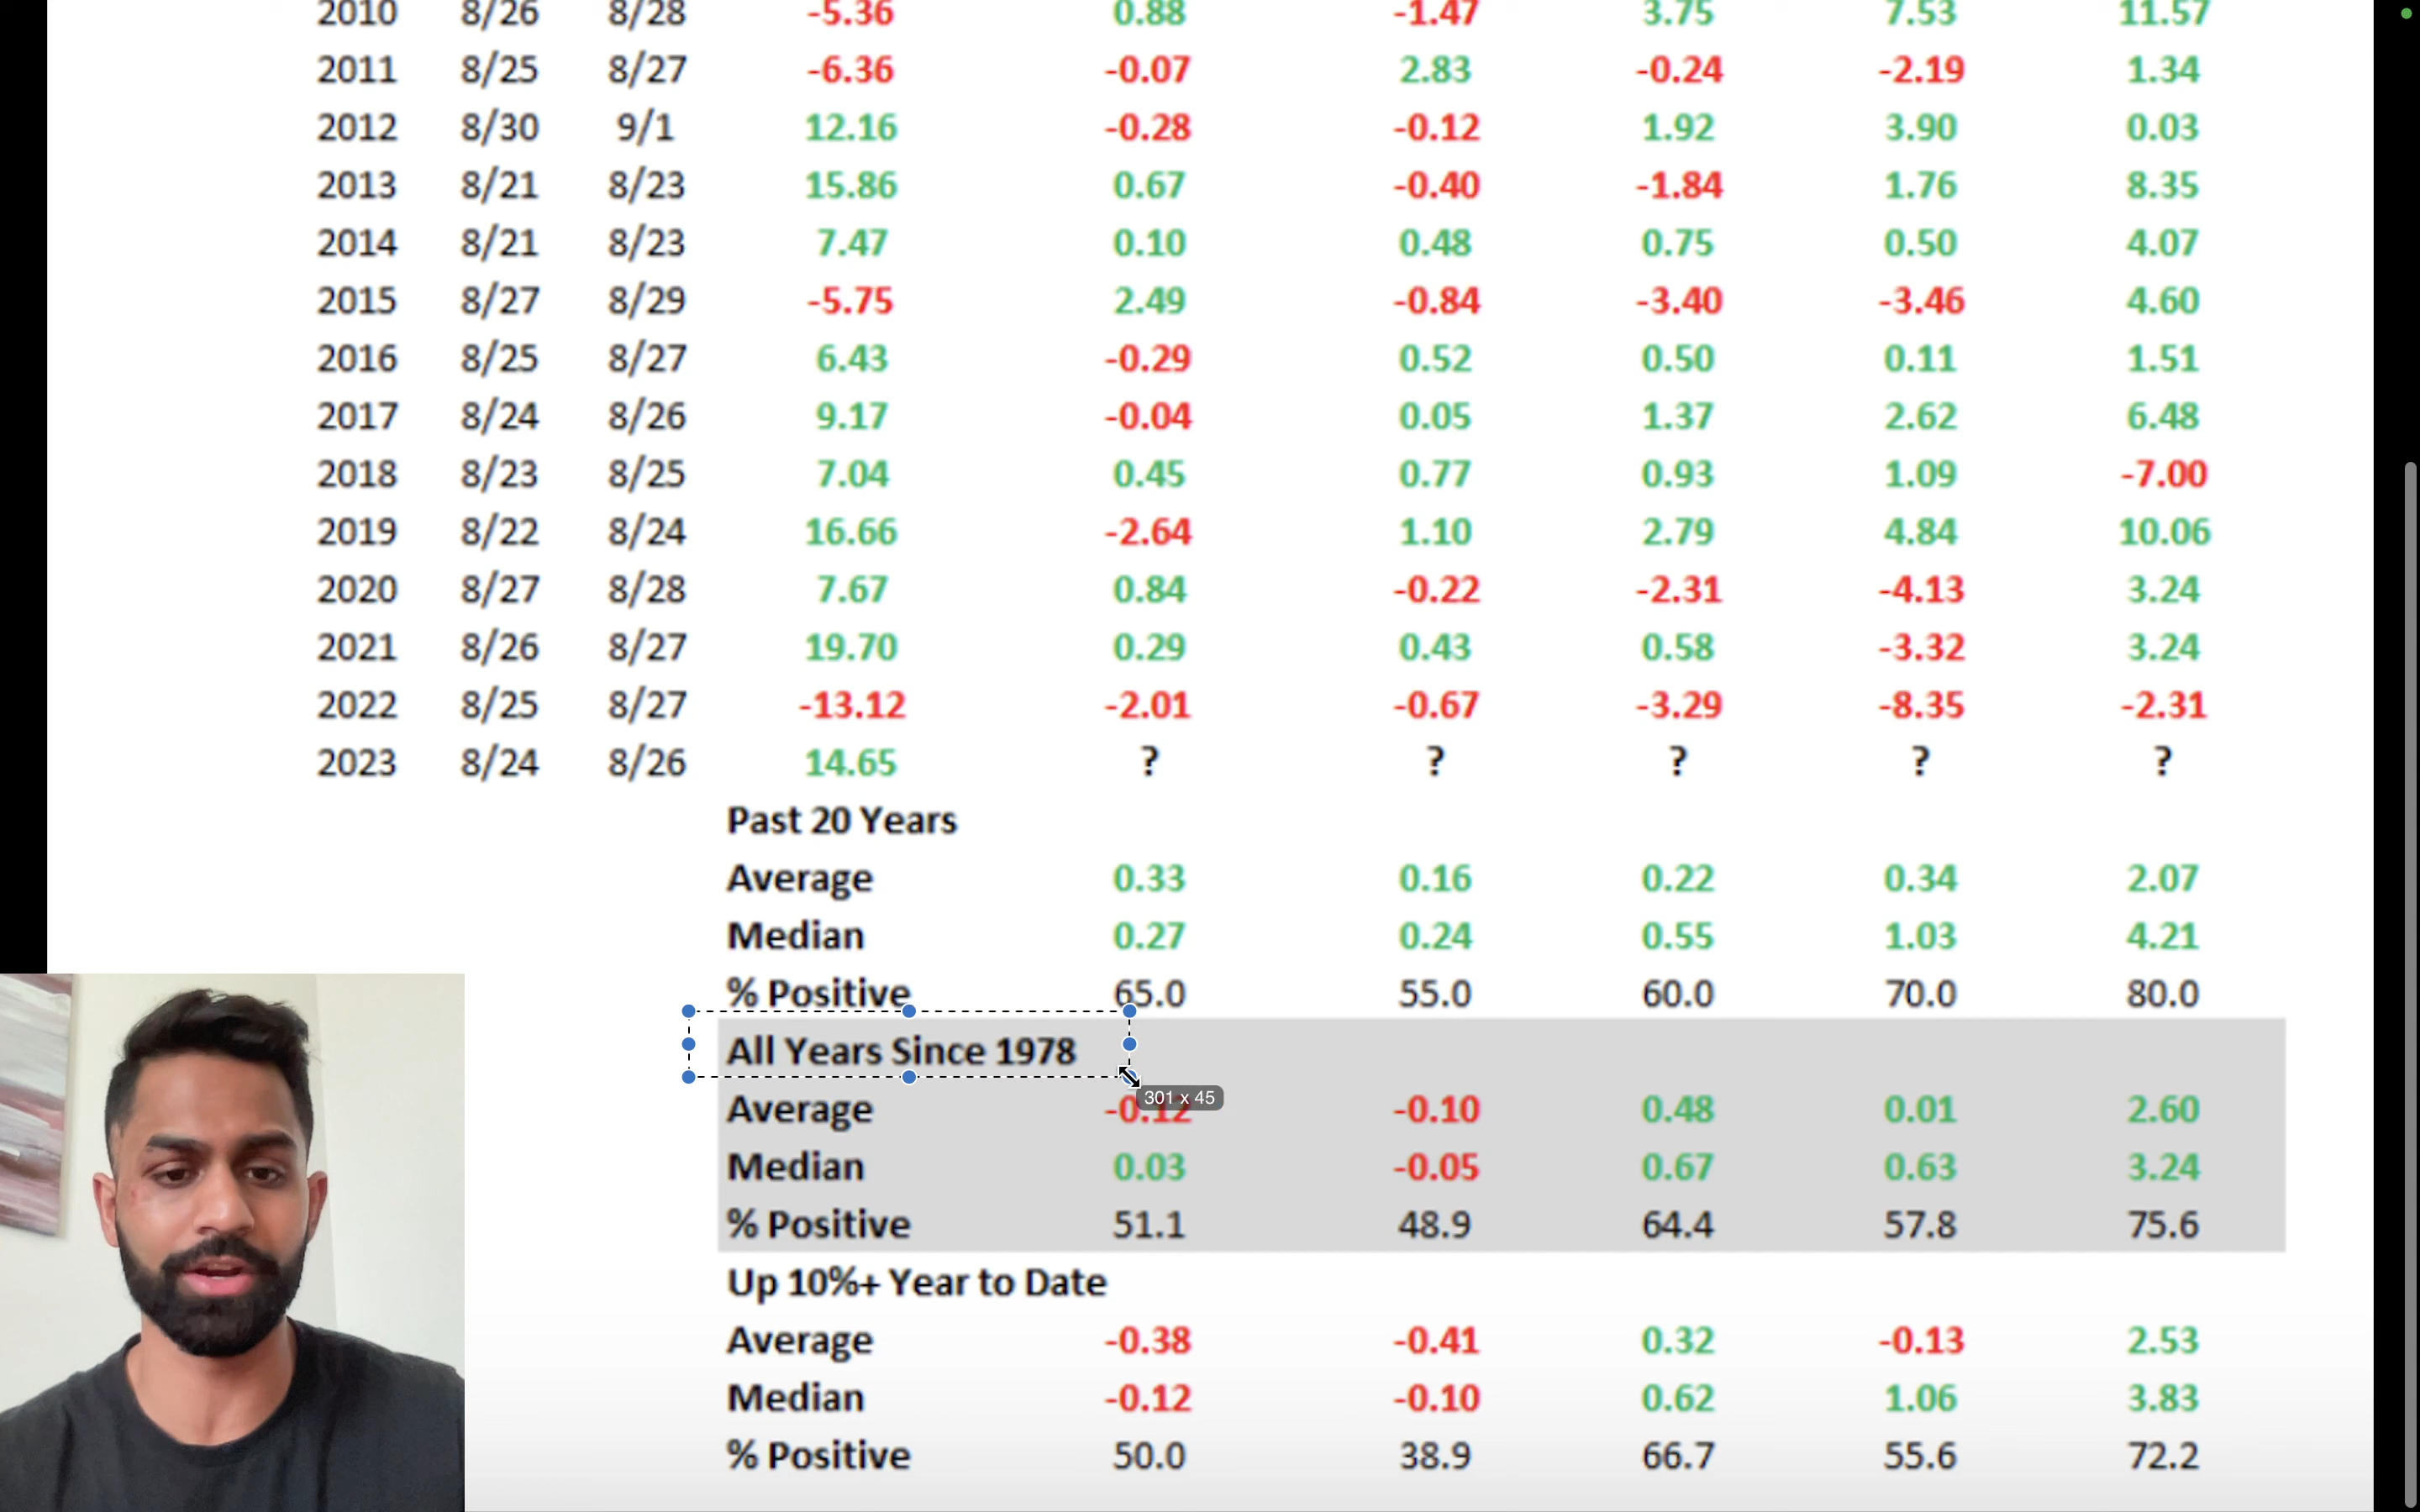 2010 8/26 8/28 -5.36 0.88 -1.47 3.75 7.53 11.57
2011 8/25 8/27 -6.36 -0.07 2.83 -0.24 -2.19 1.34
2012 8/30 9/1 12.16 -0.28 -0.12 1.92 3.90 0.03
2013 8/21 8/23 15.86 0.67 -0.40 -1.84 1.76 8.35
2014 8/21 8/23 7.47 0.10 0.48 0.75 0.50 4.07
2015 8/27 8/29 -5.75 2.49 -0.84 -3.40 -3.46 4.60
2016 8/25 8/27 6.43 -0.29 0.52 0.50 0.11 1.51
2017 8/24 8/26 9.17 -0.04 0.05 1.37 2.62 6.48
2018 8/23 8/25 7.04 0.45 0.77 0.93 1.09 -7.00
2019 8/22 8/24 16.66 -2.64 1.10 2.79 4.84 10.06
2020 8/27 8/28 7.67 0.84 -0.22 -2.31 -4.13 3.24
2021 8/26 8/27 19.70 0.29 0.43 0.58 -3.32 3.24
2022 8/25 8/27 -13.12 -2.01 -0.67 -3.29 -8.35 -2.31
2023 8/24 8/26 14.65 ? ? ? ? ?
Past 20 Years
Average 0.33 0.16 0.22 0.34 2.07
Median 0.27 0.24 0.55 1.03 4.21
% Positive 65.0 55.0 60.0 70.0 80.0
All Years Since 1978
301 x 45
Average -0.12 -0.10 0.48 0.01 2.60
Median 0.03 -0.05 0.67 0.63 3.24
% Positive 51.1 48.9 64.4 57.8 75.6
Up 10%+ Year to Date
Average -0.38 -0.41 0.32 -0.13 2.53
Median -0.12 -0.10 0.62 1.06 3.83
% Positive 50.0 38.9 66.7 55.6 72.2